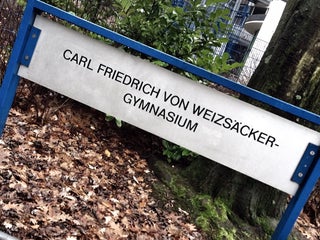 CARL FRIEDRICH VON WEIZSÄCKER-
GYMNASIUM